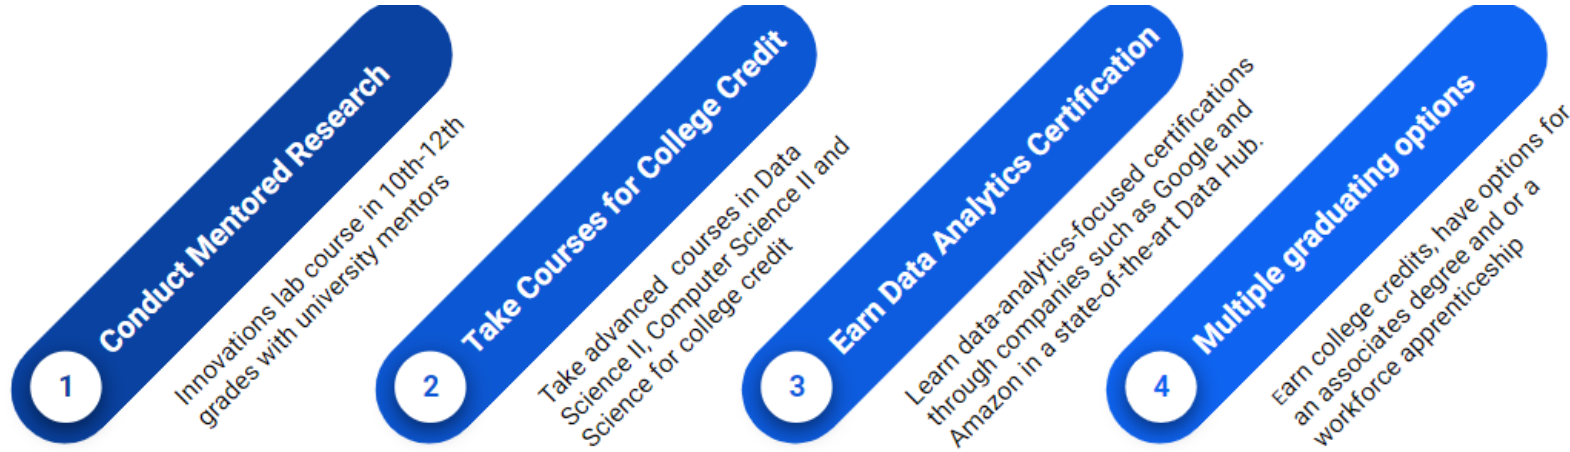 1
Conduct Mentored Research
Innovations lab course in 10th-12th
grades with university mentors
2
Take Courses for College Credit
Take advanced courses in Data
Science II, Computer Science II and
Science for college credit
3
Earn Data Analytics Certification
Learn data-analytics-focused certifications
through companies such as Google and
Amazon in a state-of-the-art Data Hub.
4
Multiple graduating options
Earn college credits, have options for
an associates degree and or a
workforce apprenticeship